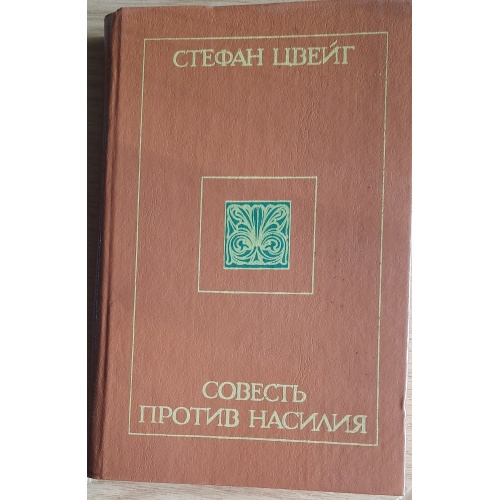 СТЕФАН ЦВЕЙГ
СОВЕСТЬ
ПРОТИВ НАСИЛИЯ